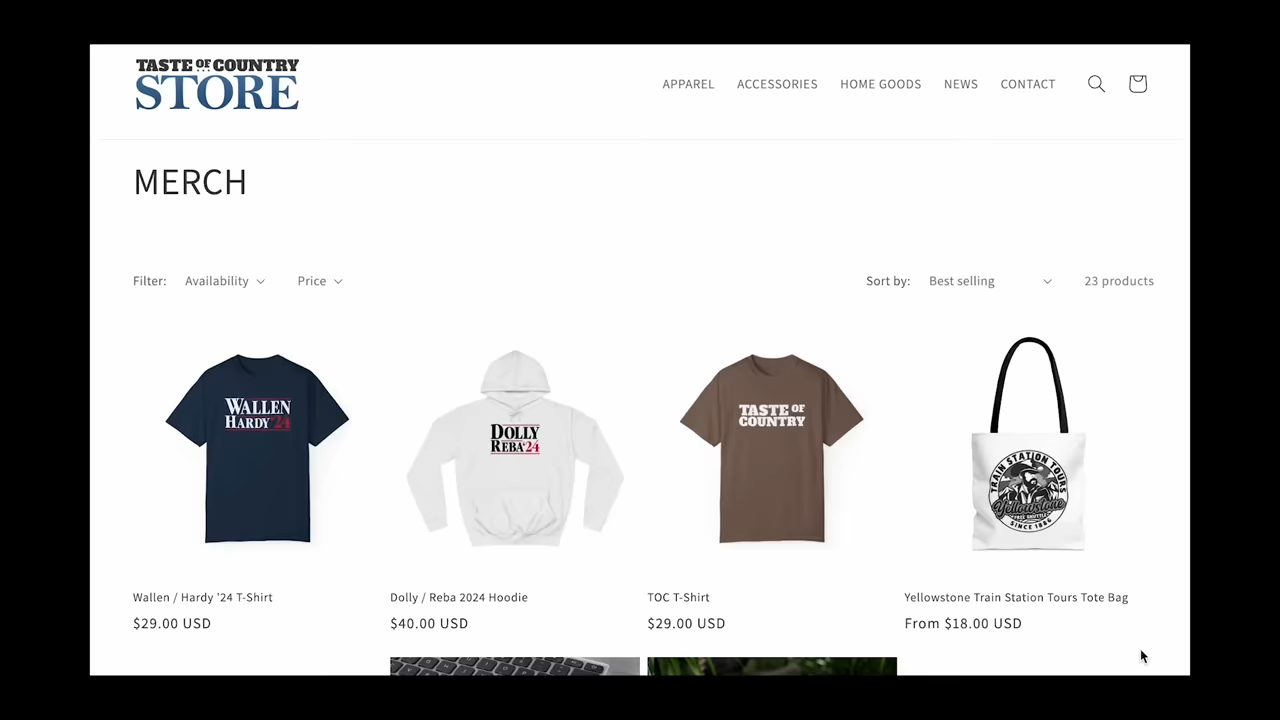 TASTE OF COUNTRY
STORE
APPAREL ACCESSORIES HOME GOODS NEWS CONTACT
MERCH
Filter: Availability Price
Sort by: Best selling 23 products
WALLEN
HARDY '24
DOLLY
REBA '24
TASTE OF
COUNTRY
TRAIN STATION TOURS
Yellowstone
SINCE 1886
Wallen / Hardy '24 T-Shirt
Dolly / Reba 2024 Hoodie
TOC T-Shirt
Yellowstone Train Station Tours Tote Bag
$29.00 USD
$40.00 USD
$29.00 USD
From $18.00 USD